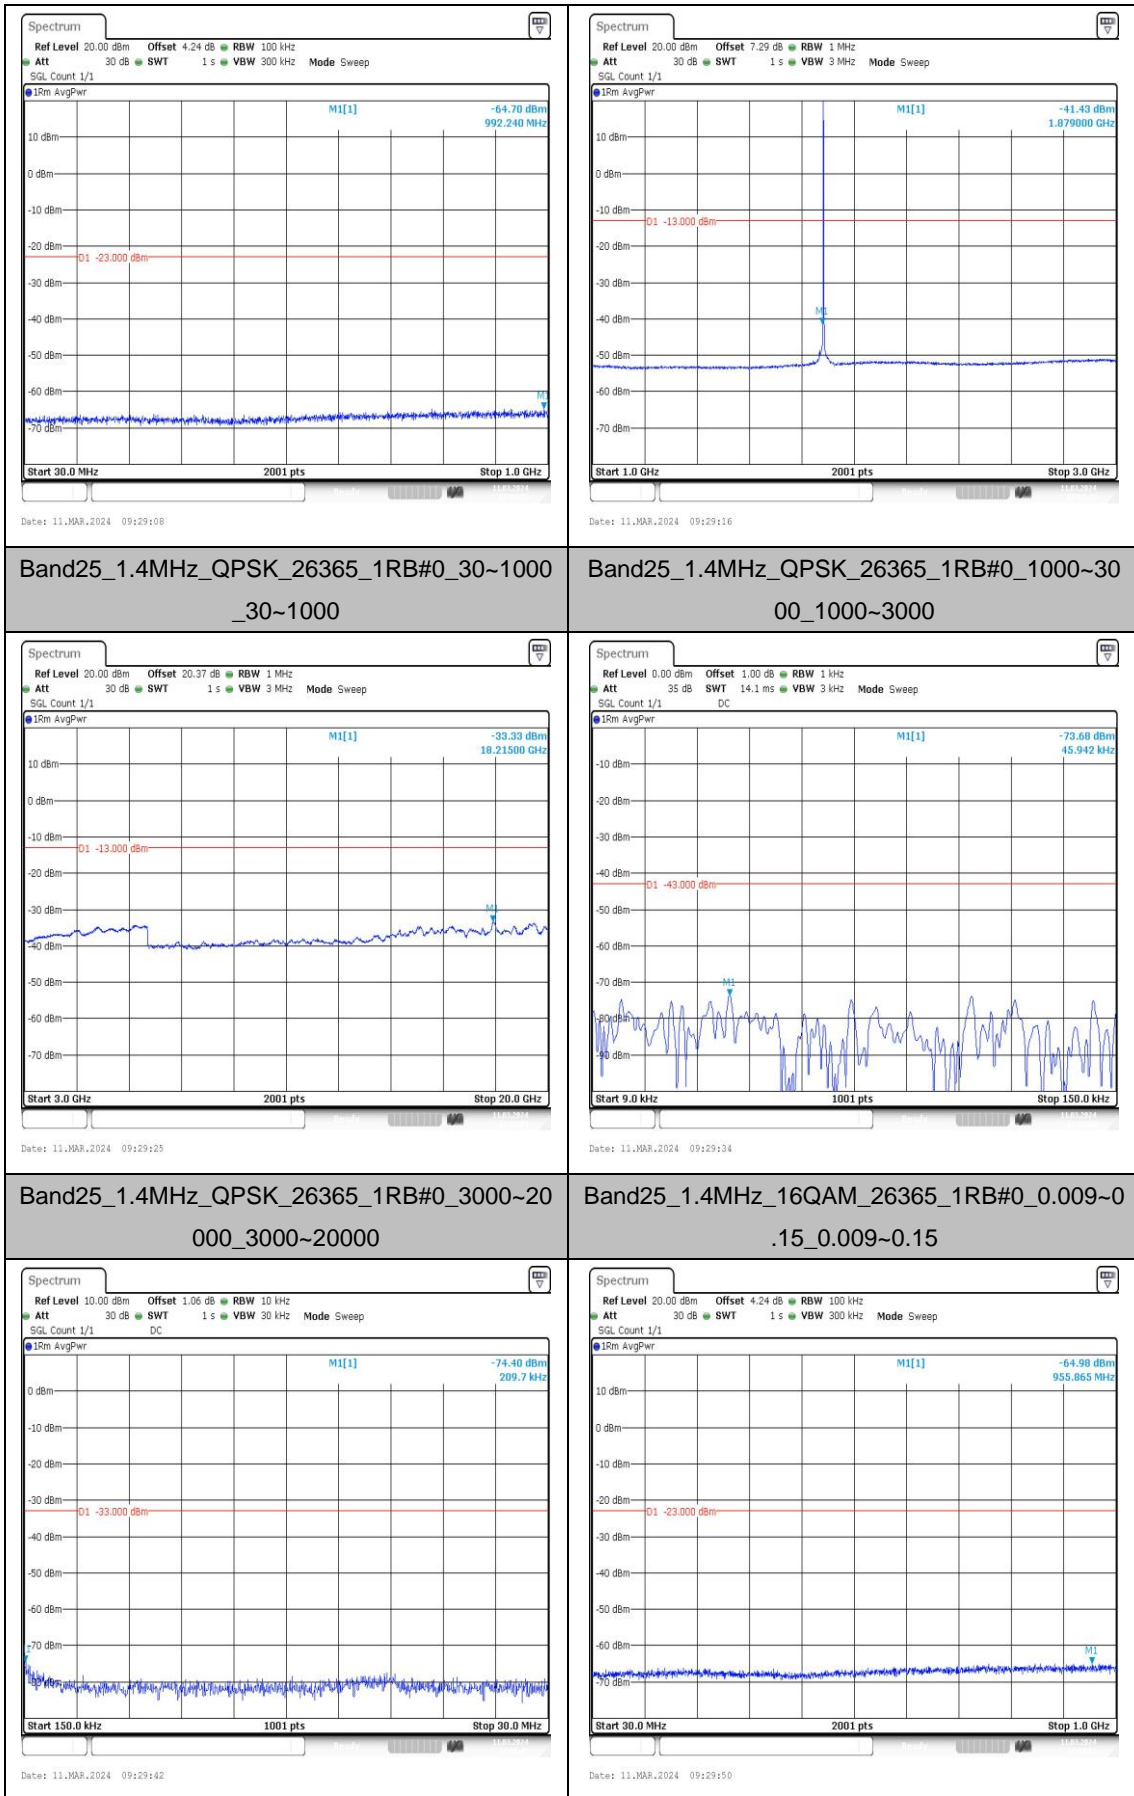 Spectrum
Ref Level 20.00 dBm Offset 4.24 dB RBW 100 kHz
Att 30 dB SWT 1 s VBW 300 kHz Mode Sweep
SGL Count 1/1
1Rm AvgPwr
M1[1] -64.70 dBm
992.240 MHz
10 dBm
0 dBm
-10 dBm
-20 dBm
D1 -23.000 dBm
-30 dBm
-40 dBm
-50 dBm
-60 dBm
M1
-70 dBm
Start 30.0 MHz 2001 pts Stop 1.0 GHz
Date: 11.MAR.2024 09:29:08
Spectrum
Ref Level 20.00 dBm Offset 7.29 dB RBW 1 MHz
Att 30 dB SWT 1 s VBW 3 MHz Mode Sweep
SGL Count 1/1
1Rm AvgPwr
M1[1] -41.43 dBm
1.879000 GHz
10 dBm
0 dBm
-10 dBm
D1 -13.000 dBm
-20 dBm
-30 dBm
-40 dBm
M1
-50 dBm
-60 dBm
-70 dBm
Start 1.0 GHz 2001 pts Stop 3.0 GHz
Date: 11.MAR.2024 09:29:16
Band25_1.4MHz_QPSK_26365_1RB#0_30~1000
_30~1000
Band25_1.4MHz_QPSK_26365_1RB#0_1000~30
00_1000~3000
Spectrum
Ref Level 20.00 dBm Offset 20.37 dB RBW 1 MHz
Att 30 dB SWT 1 s VBW 3 MHz Mode Sweep
SGL Count 1/1
1Rm AvgPwr
M1[1] -33.33 dBm
18.21500 GHz
10 dBm
0 dBm
-10 dBm
D1 -13.000 dBm
-20 dBm
-30 dBm
M1
-40 dBm
-50 dBm
-60 dBm
-70 dBm
Start 3.0 GHz 2001 pts Stop 20.0 GHz
Date: 11.MAR.2024 09:29:25
Spectrum
Ref Level 0.00 dBm Offset 1.00 dB RBW 1 kHz
Att 35 dB SWT 14.1 ms VBW 3 kHz Mode Sweep
SGL Count 1/1 DC
1Rm AvgPwr
M1[1] -73.68 dBm
45.942 kHz
-10 dBm
-20 dBm
-30 dBm
-40 dBm
D1 -43.000 dBm
-50 dBm
-60 dBm
-70 dBm
M1
-80 dBm
-90 dBm
Start 9.0 kHz 1001 pts Stop 150.0 kHz
Date: 11.MAR.2024 09:29:34
Band25_1.4MHz_QPSK_26365_1RB#0_3000~20
000_3000~20000
Band25_1.4MHz_16QAM_26365_1RB#0_0.009~0
.15_0.009~0.15
Spectrum
Ref Level 10.00 dBm Offset 1.06 dB RBW 10 kHz
Att 30 dB SWT 1 s VBW 30 kHz Mode Sweep
SGL Count 1/1 DC
1Rm AvgPwr
M1[1] -74.40 dBm
209.7 kHz
0 dBm
-10 dBm
-20 dBm
-30 dBm
D1 -33.000 dBm
-40 dBm
-50 dBm
-60 dBm
-70 dBm
-80 dBm
Start 150.0 kHz 1001 pts Stop 30.0 MHz
Date: 11.MAR.2024 09:29:42
Spectrum
Ref Level 20.00 dBm Offset 4.24 dB RBW 100 kHz
Att 30 dB SWT 1 s VBW 300 kHz Mode Sweep
SGL Count 1/1
1Rm AvgPwr
M1[1] -64.98 dBm
955.865 MHz
10 dBm
0 dBm
-10 dBm
-20 dBm
D1 -23.000 dBm
-30 dBm
-40 dBm
-50 dBm
-60 dBm
M1
-70 dBm
Start 30.0 MHz 2001 pts Stop 1.0 GHz
Date: 11.MAR.2024 09:29:50